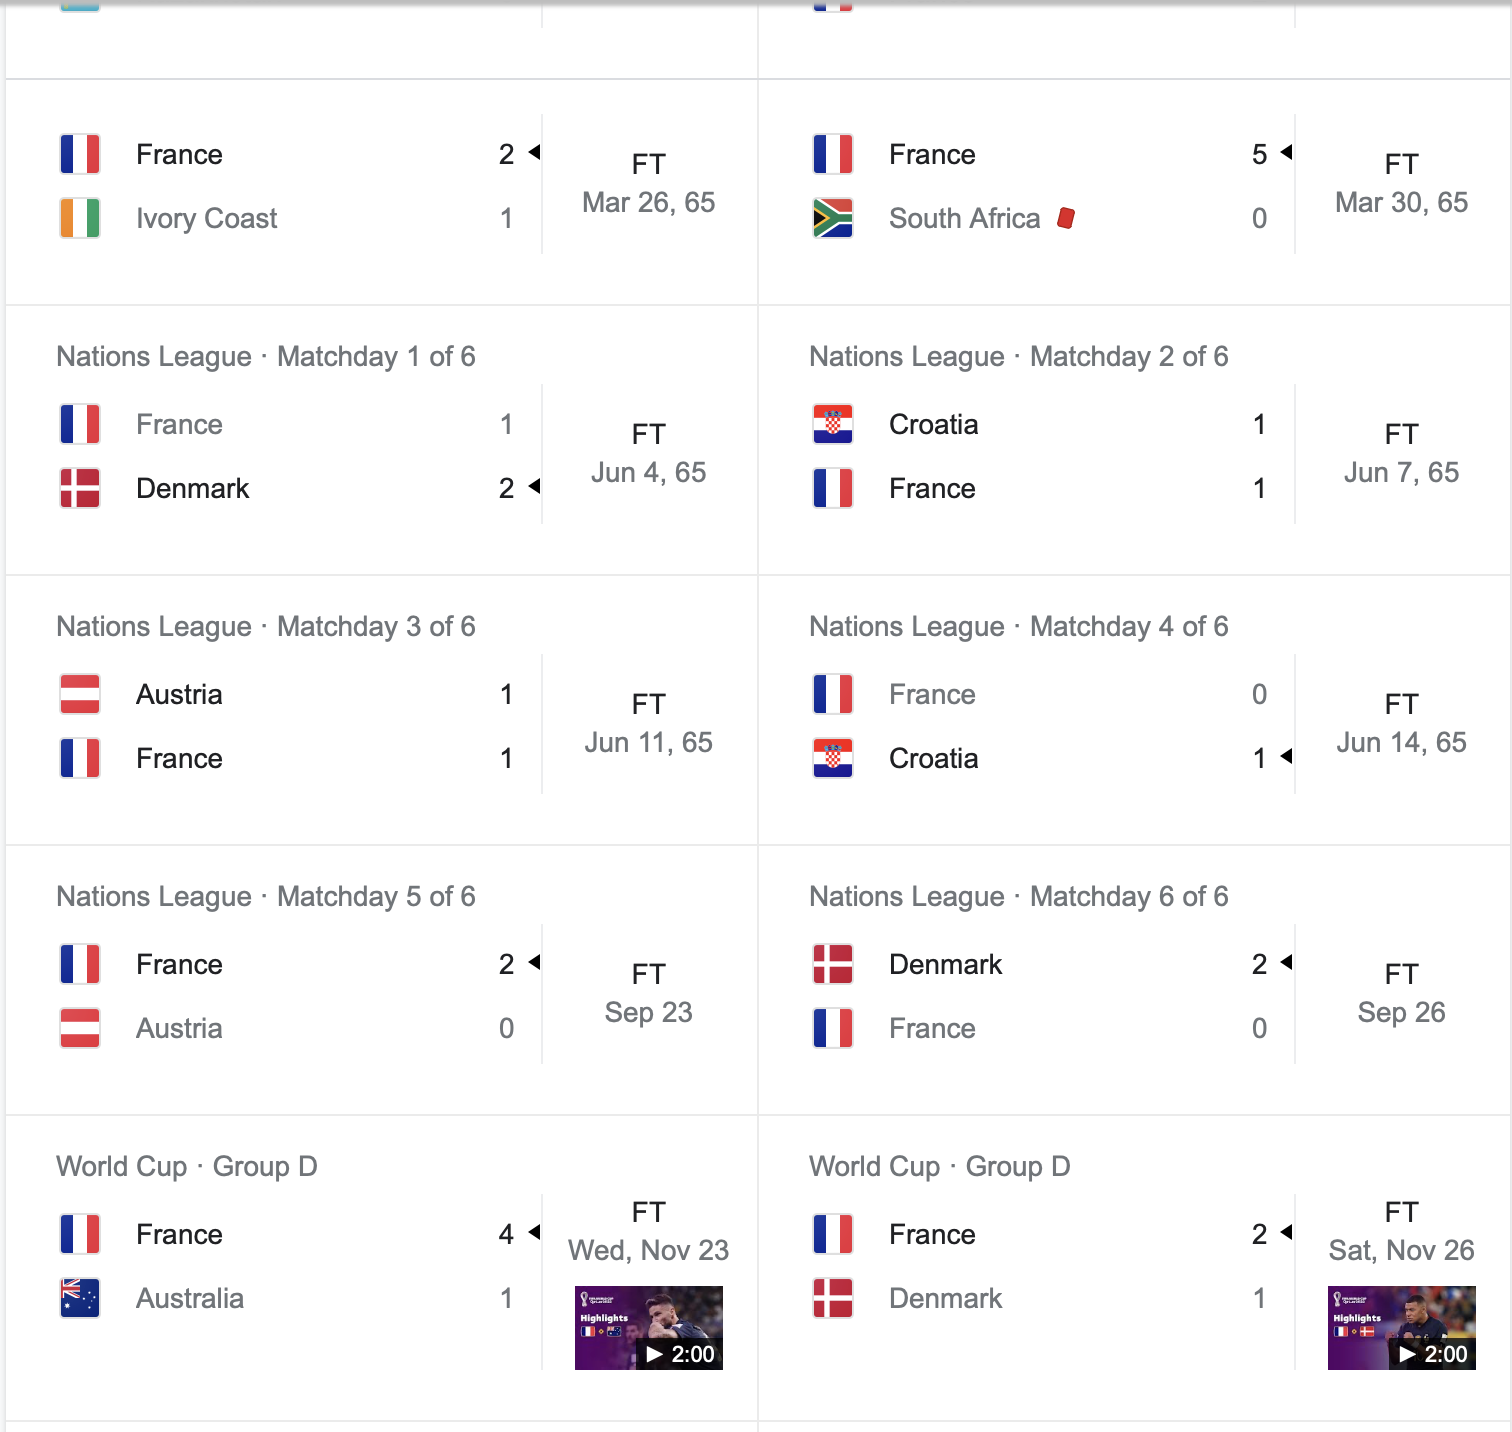 France 2
FT
Mar 26, 65
Ivory Coast 1
France 5
FT
Mar 30, 65
South Africa 0
Nations League · Matchday 1 of 6
France 1
FT
Jun 4, 65
Denmark 2
Nations League · Matchday 2 of 6
Croatia 1
FT
Jun 7, 65
France 1
Nations League · Matchday 3 of 6
Austria 1
FT
Jun 11, 65
France 1
Nations League · Matchday 4 of 6
France 0
FT
Jun 14, 65
Croatia 1
Nations League · Matchday 5 of 6
France 2
FT
Sep 23
Austria 0
Nations League · Matchday 6 of 6
Denmark 2
FT
Sep 26
France 0
World Cup · Group D
France 4
FT
Wed, Nov 23
Australia 1
Highlights
2:00
World Cup · Group D
France 2
FT
Sat, Nov 26
Denmark 1
Highlights
2:00